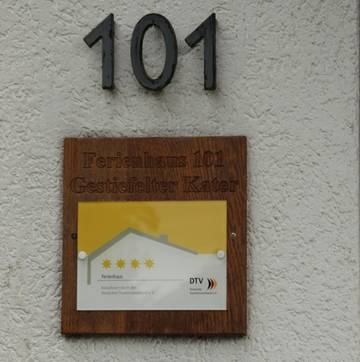 101
Ferienhaus 101
Gestiefelter Kater
Ferienhaus
DTV